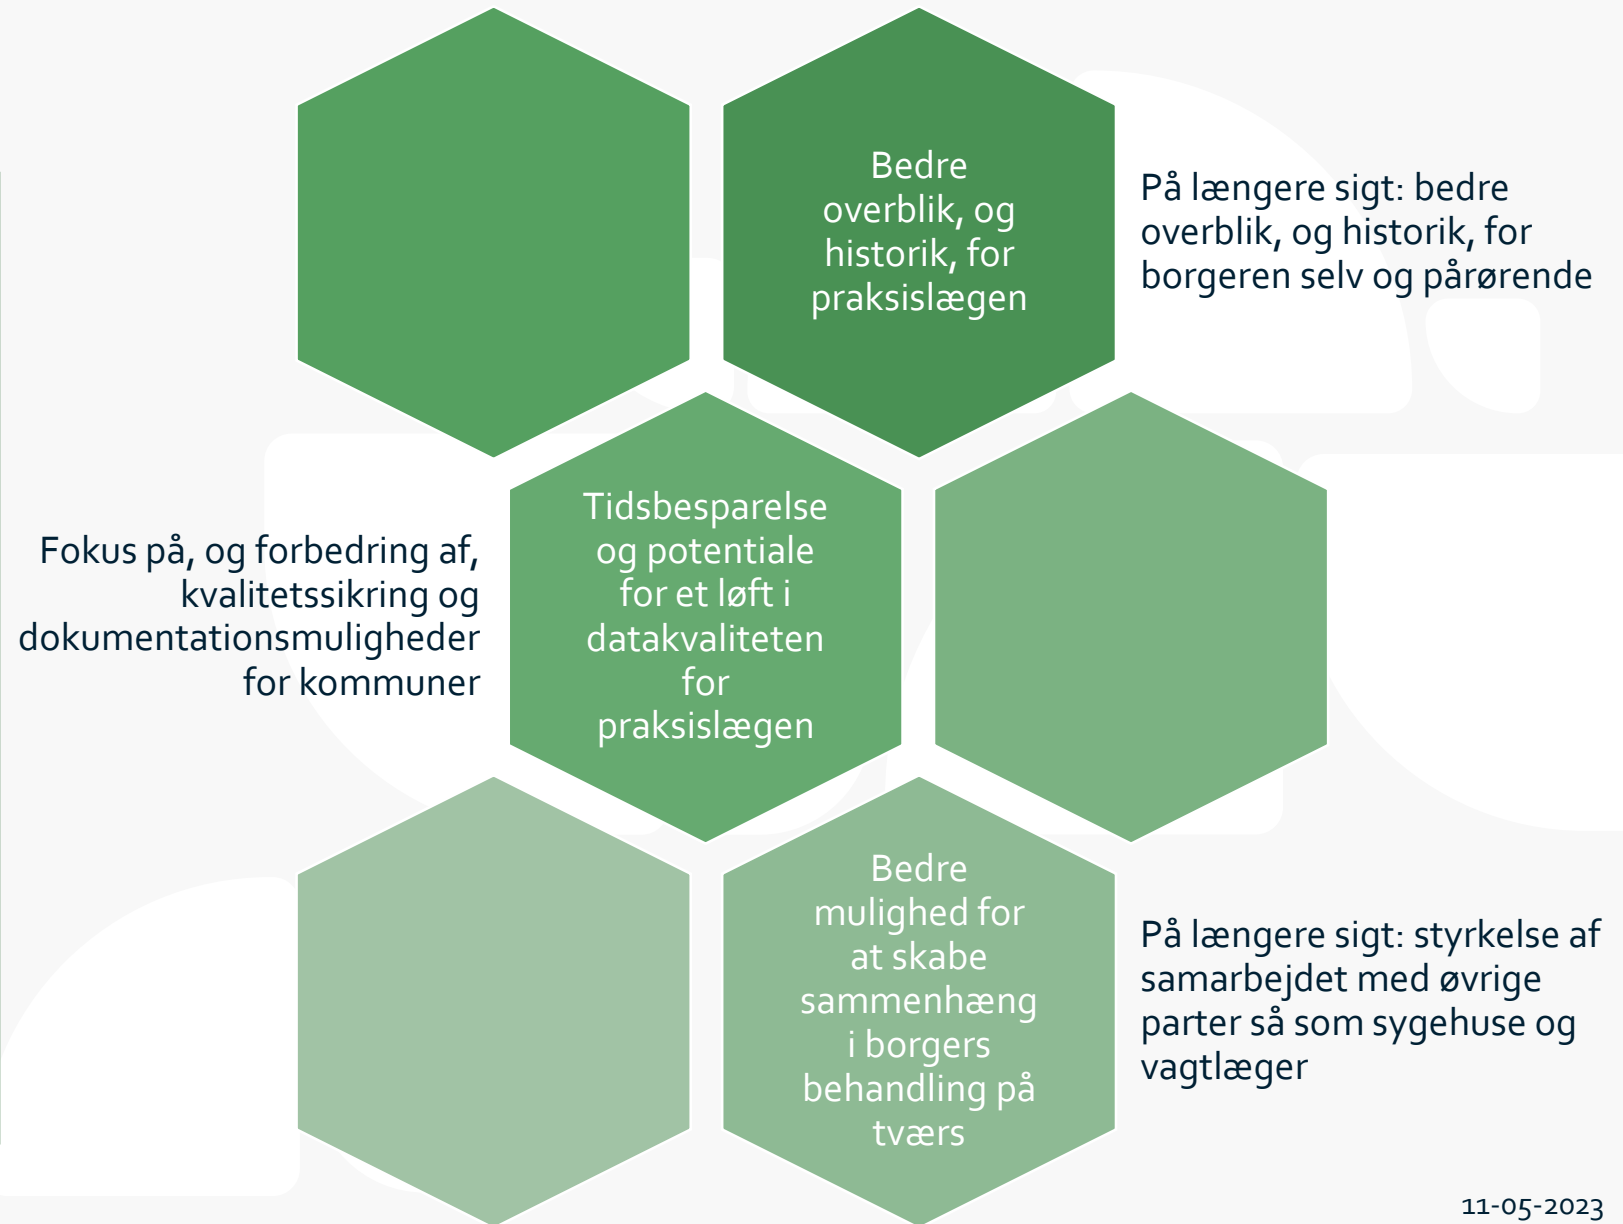 Bedre
overblik, og
historik, for
praksislægen
På længere sigt: bedre
overblik, og historik, for
borgeren selv og pårørende
Fokus på, og forbedring af,
kvalitetssikring og
dokumentationsmuligheder
for kommuner
Tidsbesparelse
og potentiale
for et løft i
datakvaliteten
for
praksislægen
Bedre
mulighed for
at skabe
sammenhæng
i borgers
behandling på
tværs
På længere sigt: styrkelse af
samarbejdet med øvrige
parter så som sygehuse og
vagtlæger
11-05-2023